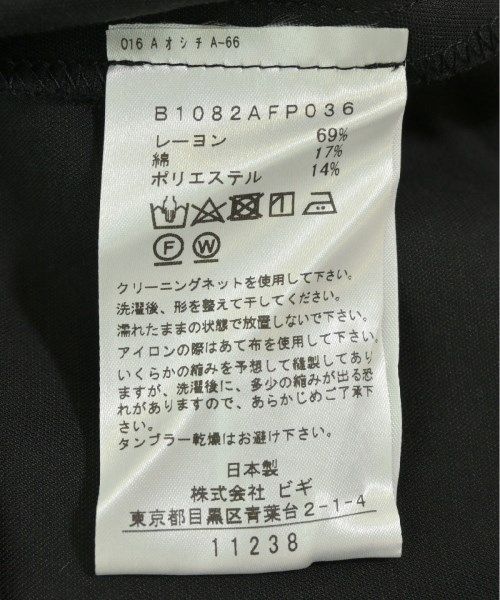 016 A オシチ A-66
B1082AFP036
レーヨン 69%
綿 17%
ポリエステル 14%
F W
クリーニングネットを使用して下さい。
洗濯後、形を整えて干してください。
濡れたままの状態で放置しないで下さい。
アイロンの際はあて布を使用して下さい。
いくらかの縮みを予想して縫製してあり
ますが、洗濯後に、多少の縮みが出る恐
れがありますので、あらかじめご了承下
さい。
タンブラー乾燥はお避け下さい。
日本製
株式会社 ビギ
東京都目黒区青葉台2-1-4
11238